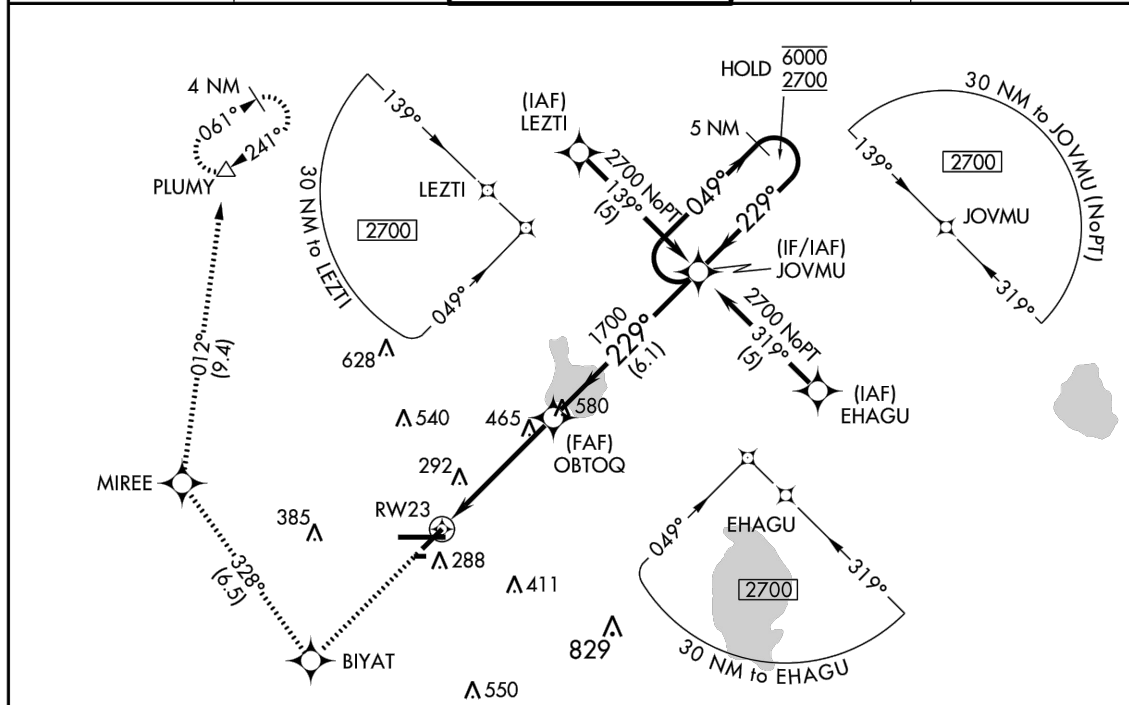 4 NM
061°
241°
PLUMY
139°
LEZTI
2700
049°
30 NM to LEZTI
(IAF)
LEZTI
2700 NoPT
139°
(5)
HOLD
6000
2700
5 NM
049°
229°
(IF/IAF)
JOVMU
30 NM to JOVMU (NoPT)
139°
2700
JOVMU
319°
2700 NoPT
319°
(5)
(IAF)
EHAGU
1700
229°
(6.1)
012°
(9.4)
628
540
465
580
(FAF)
OBTOQ
292
MIREE
385
RW23
288
411
829
550
328°
(6.5)
BIYAT
EHAGU
049°
319°
2700
30 NM to EHAGU